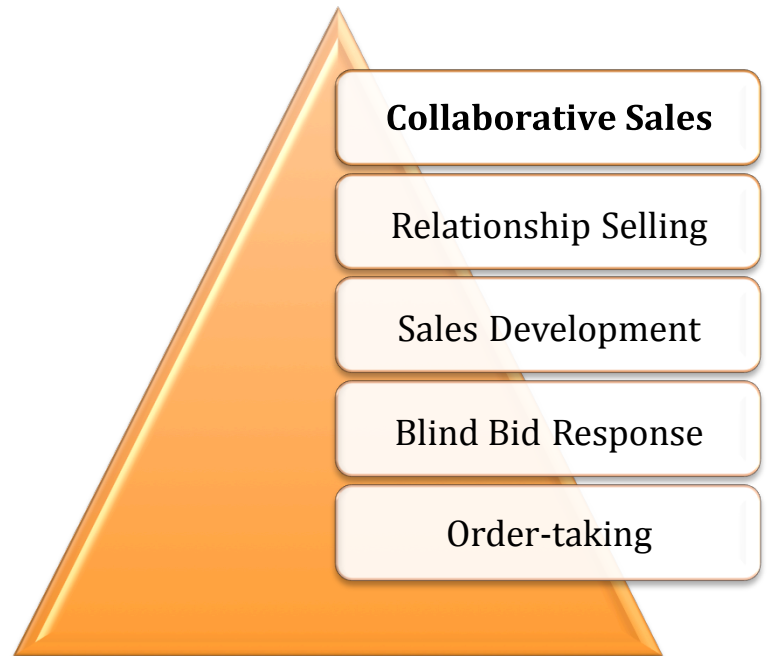 Collaborative Sales
Relationship Selling
Sales Development
Blind Bid Response
Order-taking